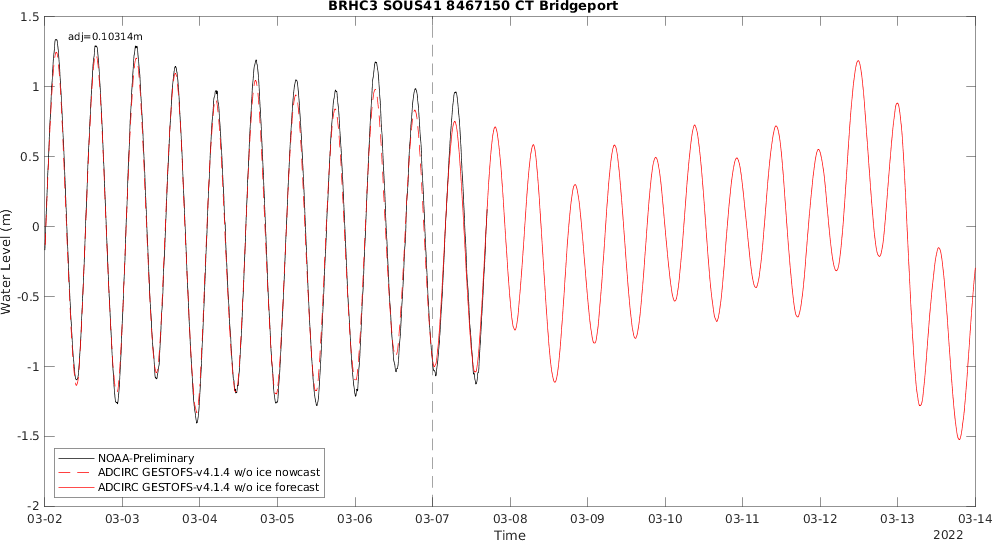 BRHC3 SOUS41 8467150 CT Bridgeport
adj=0.10314m
1.5
1
0.5
0
-0.5
-1
-1.5
-2
Water Level (m)
NOAA-Preliminary
ADCIRC GESTOFS-v4.1.4 w/o ice nowcast
ADCIRC GESTOFS-v4.1.4 w/o ice forecast
03-02 03-03 03-04 03-05 03-06 03-07 03-08 03-09 03-10 03-11 03-12 03-13 03-14
Time
2022